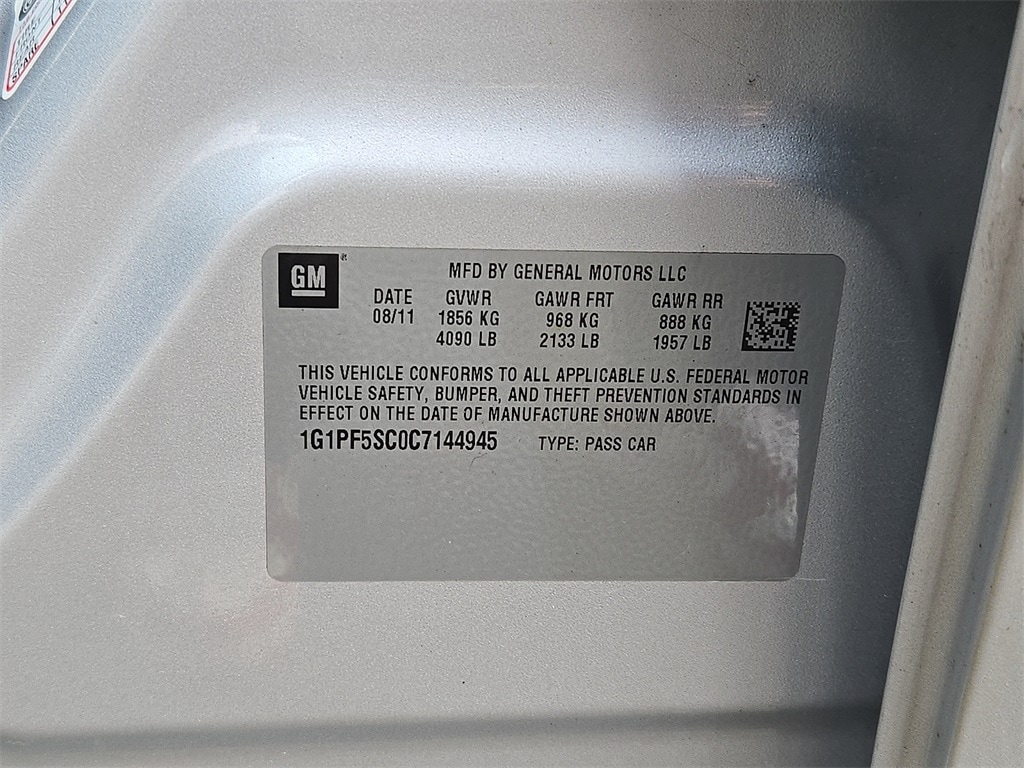 SPARE
GM
MFD BY GENERAL MOTORS LLC
DATE GVWR GAWR FRT GAWR RR
08/11 1856 KG 968 KG 888 KG
4090 LB 2133 LB 1957 LB
THIS VEHICLE CONFORMS TO ALL APPLICABLE U.S. FEDERAL MOTOR
VEHICLE SAFETY, BUMPER, AND THEFT PREVENTION STANDARDS IN
EFFECT ON THE DATE OF MANUFACTURE SHOWN ABOVE.
1G1PF5SC0C7144945 TYPE: PASS CAR